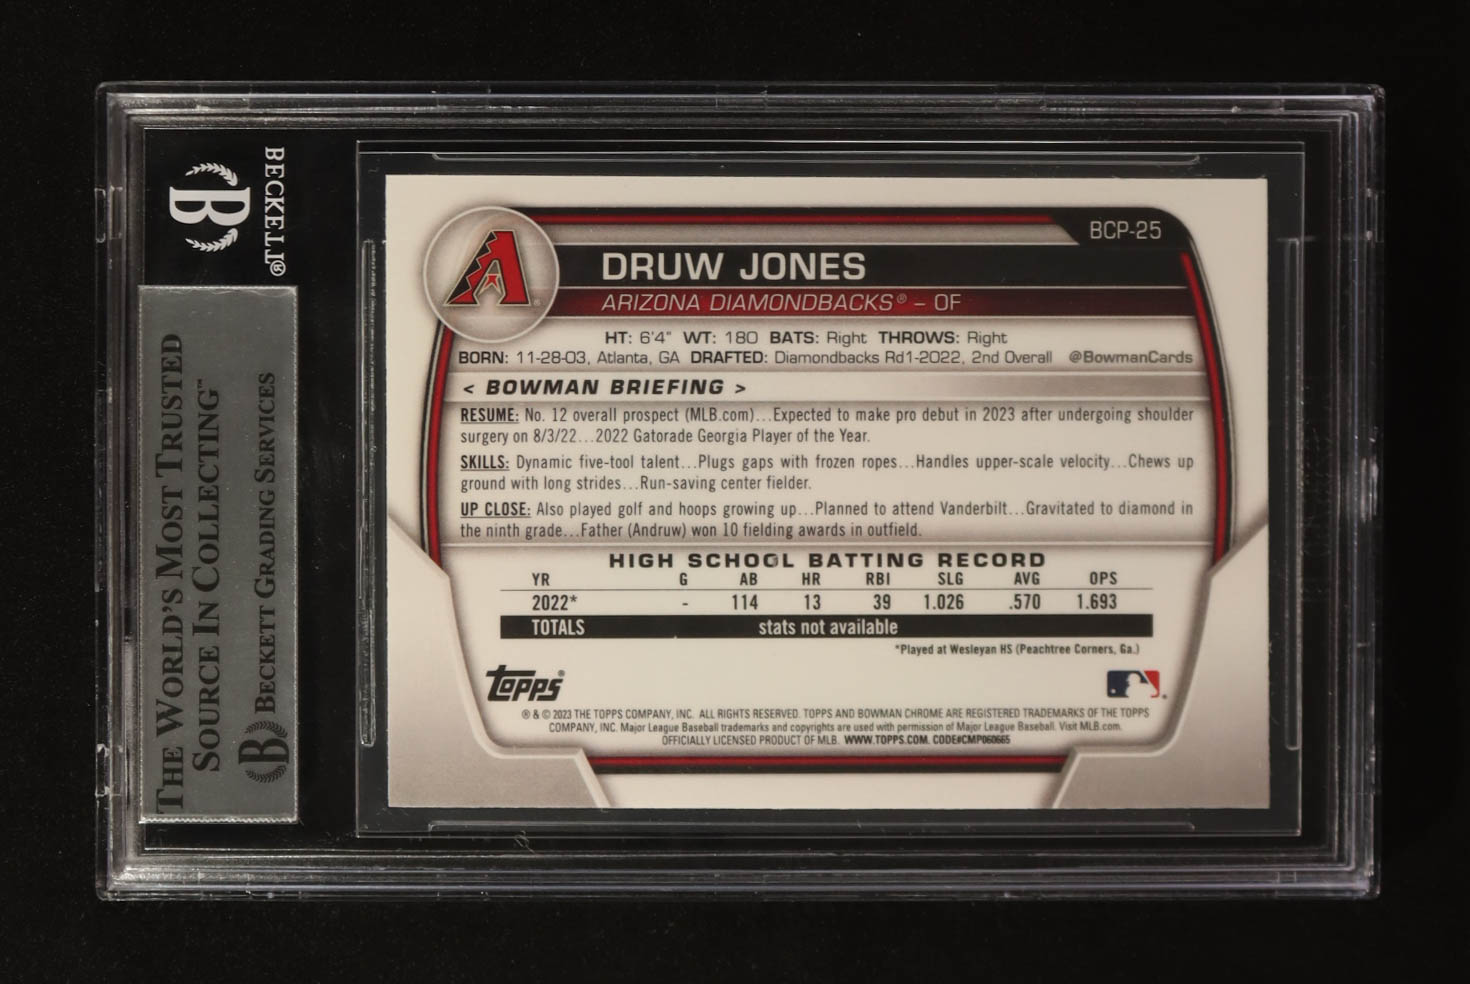 BECKETT®
B
THE WORLD'S MOST TRUSTED
SOURCE IN COLLECTING™
B BECKETT GRADING SERVICES
BCP-25
A®
DRUW JONES
ARIZONA DIAMONDBACKS® – OF
HT: 6'4" WT: 180 BATS: Right THROWS: Right
BORN: 11-28-03, Atlanta, GA DRAFTED: Diamondbacks Rd1-2022, 2nd Overall @BowmanCards
< BOWMAN BRIEFING >
RESUME: No. 12 overall prospect (MLB.com)...Expected to make pro debut in 2023 after undergoing shoulder
surgery on 8/3/22...2022 Gatorade Georgia Player of the Year.
SKILLS: Dynamic five-tool talent...Plugs gaps with frozen ropes...Handles upper-scale velocity...Chews up
ground with long strides...Run-saving center fielder.
UP CLOSE: Also played golf and hoops growing up...Planned to attend Vanderbilt...Gravitated to diamond in
the ninth grade...Father (Andruw) won 10 fielding awards in outfield.
HIGH SCHOOL BATTING RECORD
YR G AB HR RBI SLG AVG OPS
2022* - 114 13 39 1.026 .570 1.693
TOTALS stats not available
*Played at Wesleyan HS (Peachtree Corners, Ga.)
Topps®
® & © 2023 THE TOPPS COMPANY, INC. ALL RIGHTS RESERVED. TOPPS AND BOWMAN CHROME ARE REGISTERED TRADEMARKS OF THE TOPPS
COMPANY, INC. Major League Baseball trademarks and copyrights are used with permission of Major League Baseball. Visit MLB.com.
OFFICIALLY LICENSED PRODUCT OF MLB. WWW.TOPPS.COM. CODE#CMP060665